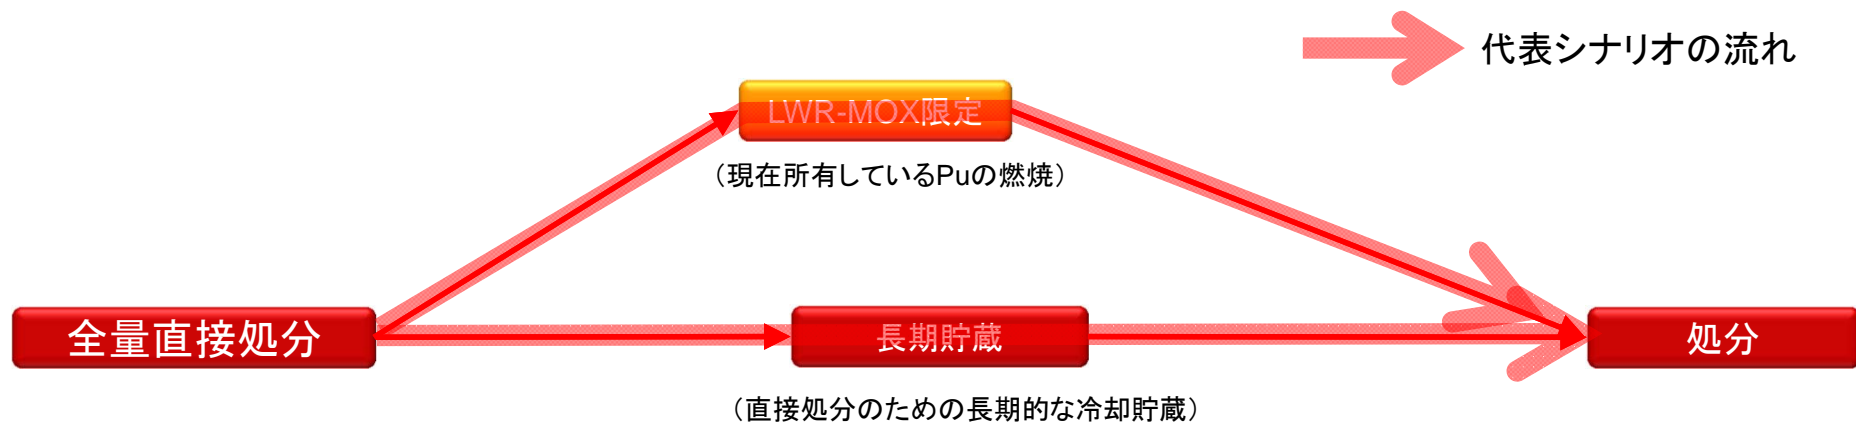 代表シナリオの流れ
LWR-MOX限定
（現在所有しているPuの燃焼）
全量直接処分
長期貯蔵
処分
（直接処分のための長期的な冷却貯蔵）